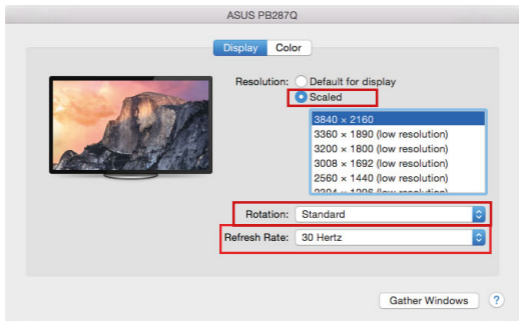 ASUS PB287Q
Display Color
Resolution: Default for display
Scaled
3840 × 2160
3360 × 1890 (low resolution)
3200 × 1800 (low resolution)
3008 × 1692 (low resolution)
2560 × 1440 (low resolution)
Rotation: Standard
Refresh Rate: 30 Hertz
Gather Windows ?